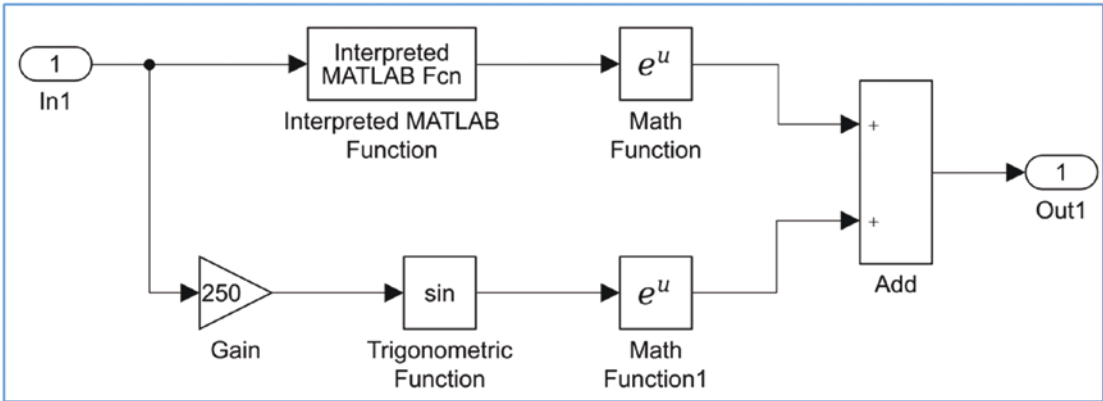 1
In1
Interpreted
MATLAB Fcn
Interpreted MATLAB
Function
e^u
Math
Function
+
+
Add
1
Out1
250
Gain
sin
Trigonometric
Function
e^u
Math
Function1